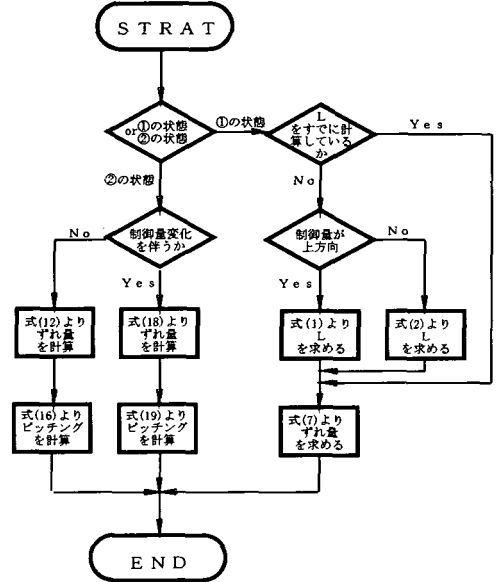 STRAT
①の状態
or
②の状態
①の状態
L
をすでに計
算している
か
Yes
②の状態
No
制御量変化
を伴うか
制御量が
上方向
No
Yes
Yes
No
式(12)より
ずれ量
を計算
式(18)より
ずれ量
を計算
式(1)より
L
を求める
式(2)より
L
を求める
式(16)より
ピッチング
を計算
式(19)より
ピッチング
を計算
式(7)より
ずれ量
を求める
END